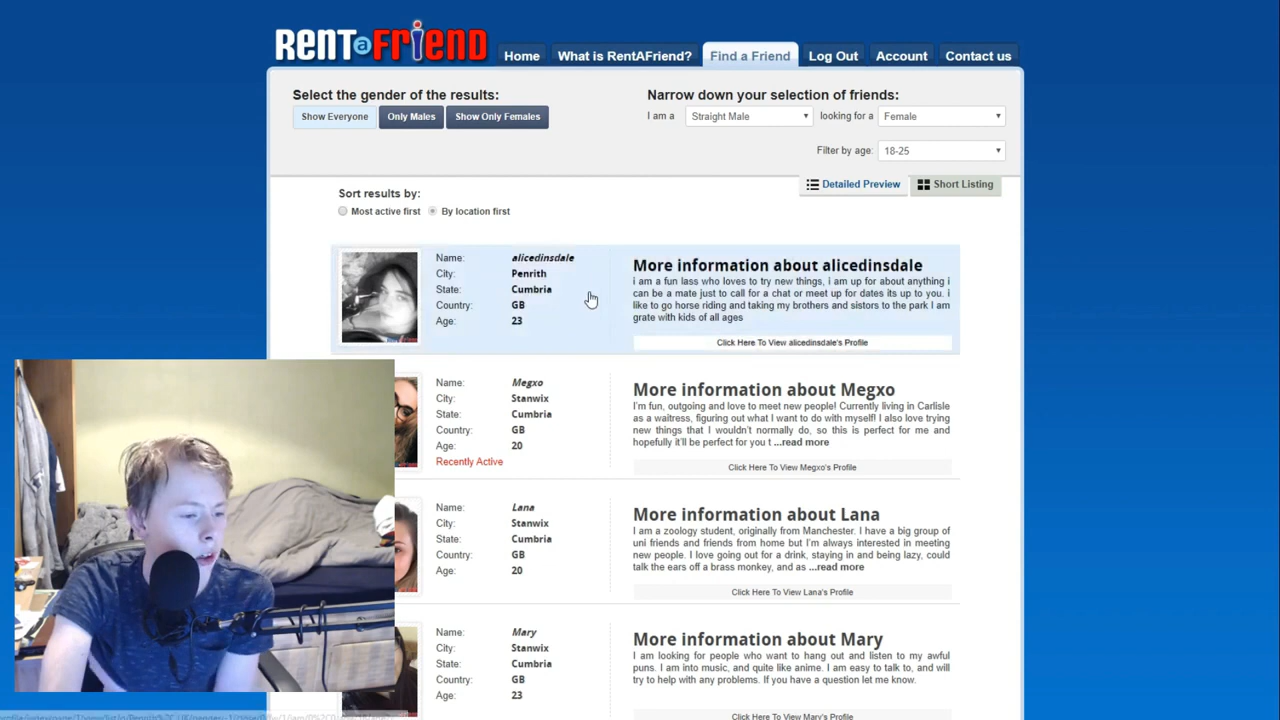 RENT a FRIEND
Home
What is RentAFriend?
Find a Friend
Log Out
Account
Contact us
Select the gender of the results:
Show Everyone
Only Males
Show Only Females
Narrow down your selection of friends:
I am a
Straight Male
looking for a
Female
Filter by age:
18-25
Detailed Preview
Short Listing
Sort results by:
Most active first
By location first
Name: alicedinsdale
City: Penrith
State: Cumbria
Country: GB
Age: 23
More information about alicedinsdale
i am a fun lass who loves to try new things, i am up for about anything i
can be a mate just to call for a chat or meet up for dates its up to you. i
like to go horse riding and taking my brothers and sistors to the park I am
grate with kids of all ages
Click Here To View alicedinsdale's Profile
Name: Megxo
City: Stanwix
State: Cumbria
Country: GB
Age: 20
Recently Active
More information about Megxo
I'm fun, outgoing and love to meet new people! Currently living in Carlisle
as a waitress, figuring out what I want to do with myself! I also love trying
new things that I wouldn't normally do, so this is perfect for me and
hopefully it'll be perfect for you t ...read more
Click Here To View Megxo's Profile
Name: Lana
City: Stanwix
State: Cumbria
Country: GB
Age: 20
More information about Lana
I am a zoology student, originally from Manchester. I have a big group of
uni friends and friends from home but I'm always interested in meeting
new people. I love going out for a drink, staying in and being lazy, could
talk the ears off a brass monkey, and as ...read more
Click Here To View Lana's Profile
Name: Mary
City: Stanwix
State: Cumbria
Country: GB
Age: 23
More information about Mary
I am looking for people who want to hang out and listen to my awful
puns. I am into music, and quite like anime. I am easy to talk to, and will
try to help with any problems. If you have a question let me know.
Click Here To View Mary's Profile